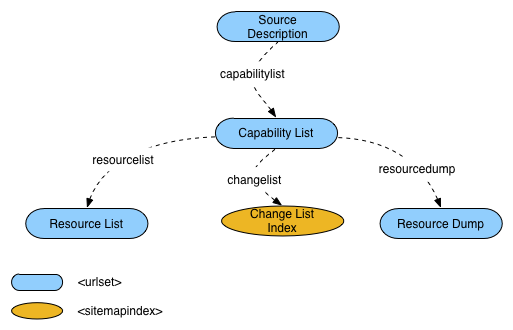 Source
Description
capabilitylist
Capability List
resourcelist
changelist
resourcedump
Resource List
Change List
Index
Resource Dump
<urlset>
<sitemapindex>